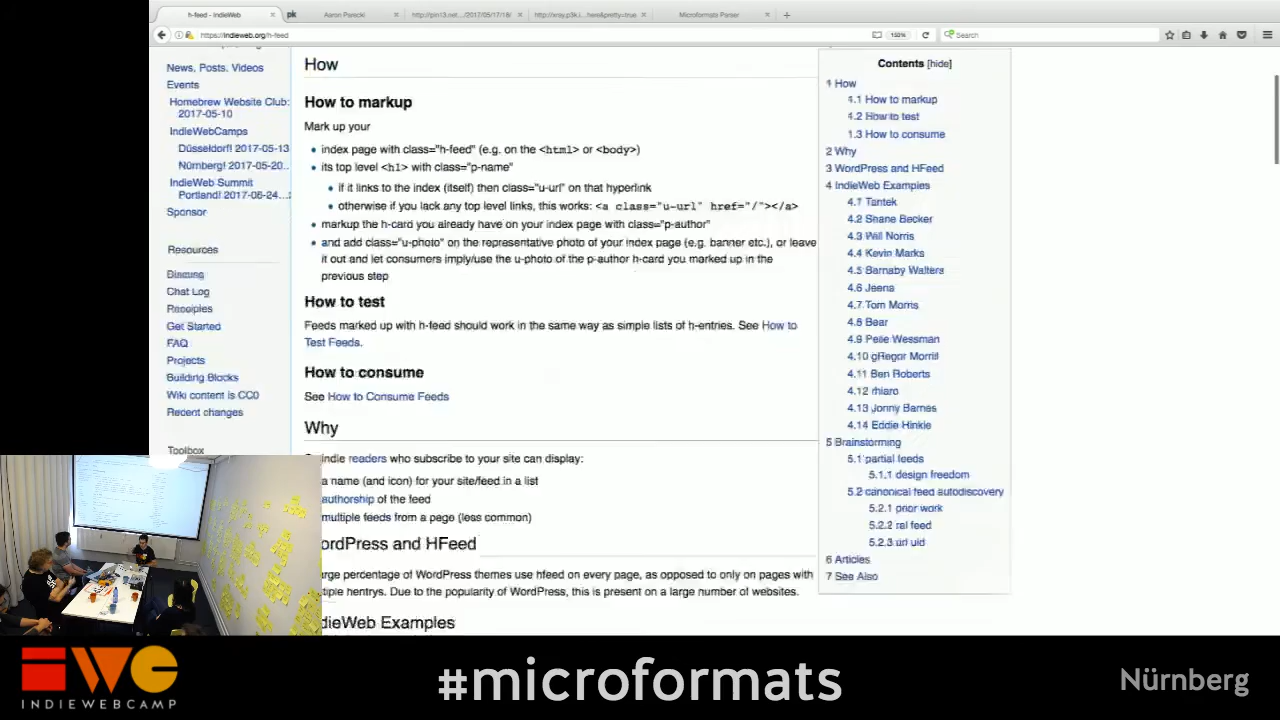 h-feed - IndieWeb
pk
Aaron Parecki
http://pin13.net.../2017/05/17/18/
http://xray.p3k.i...here&pretty=true
Microformats Parser
https://indieweb.org/h-feed
133%
Search
News, Posts, Videos
Events
Homebrew Website Club:
2017-05-10
IndieWebCamps
Düsseldorf! 2017-05-13
Nürnberg! 2017-05-20..
IndieWeb Summit
Portland! 2017-06-24...
Sponsor
Resources
Discuss
Chat Log
Principles
Get Started
FAQ
Projects
Building Blocks
Wiki content is CC0
Recent changes
Toolbox
How
How to markup
Mark up your
index page with class="h-feed" (e.g. on the <html> or <body>)
its top level <h1> with class="p-name"
if it links to the index (itself) then class="u-url" on that hyperlink
otherwise if you lack any top level links, this works: <a class="u-url" href="/"></a>
markup the h-card you already have on your index page with class="p-author"
and add class="u-photo" on the representative photo of your index page (e.g. banner etc.), or leave
it out and let consumers imply/use the u-photo of the p-author h-card you marked up in the
previous step
How to test
Feeds marked up with h-feed should work in the same way as simple lists of h-entries. See How to
Test Feeds.
How to consume
See How to Consume Feeds
Why
indie readers who subscribe to your site can display:
a name (and icon) for your site/feed in a list
authorship of the feed
multiple feeds from a page (less common)
ordPress and HFeed
arge percentage of WordPress themes use hfeed on every page, as opposed to only on pages with
tiple hentrys. Due to the popularity of WordPress, this is present on a large number of websites.
dieWeb Examples
Contents [hide]
1 How
1.1 How to markup
1.2 How to test
1.3 How to consume
2 Why
3 WordPress and HFeed
4 IndieWeb Examples
4.1 Tantek
4.2 Shane Becker
4.3 Will Norris
4.4 Kevin Marks
4.5 Barnaby Walters
4.6 Jeena
4.7 Tom Morris
4.8 Bear
4.9 Pelle Wessman
4.10 gRegor Morrill
4.11 Ben Roberts
4.12 rhiaro
4.13 Jonny Barnes
4.14 Eddie Hinkle
5 Brainstorming
5.1 partial feeds
5.1.1 design freedom
5.2 canonical feed autodiscovery
5.2.1 prior work
5.2.2 rel feed
5.2.3 url uid
6 Articles
7 See Also
IWC
INDIEWEBCAMP
#microformats
Nürnberg